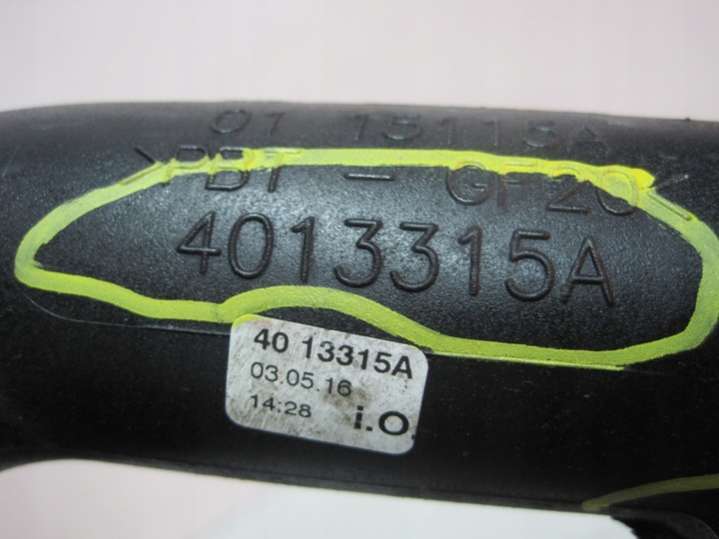 >PBT - GF20<
4013315A
40 13315A
03.05.16
14:28
i.O.